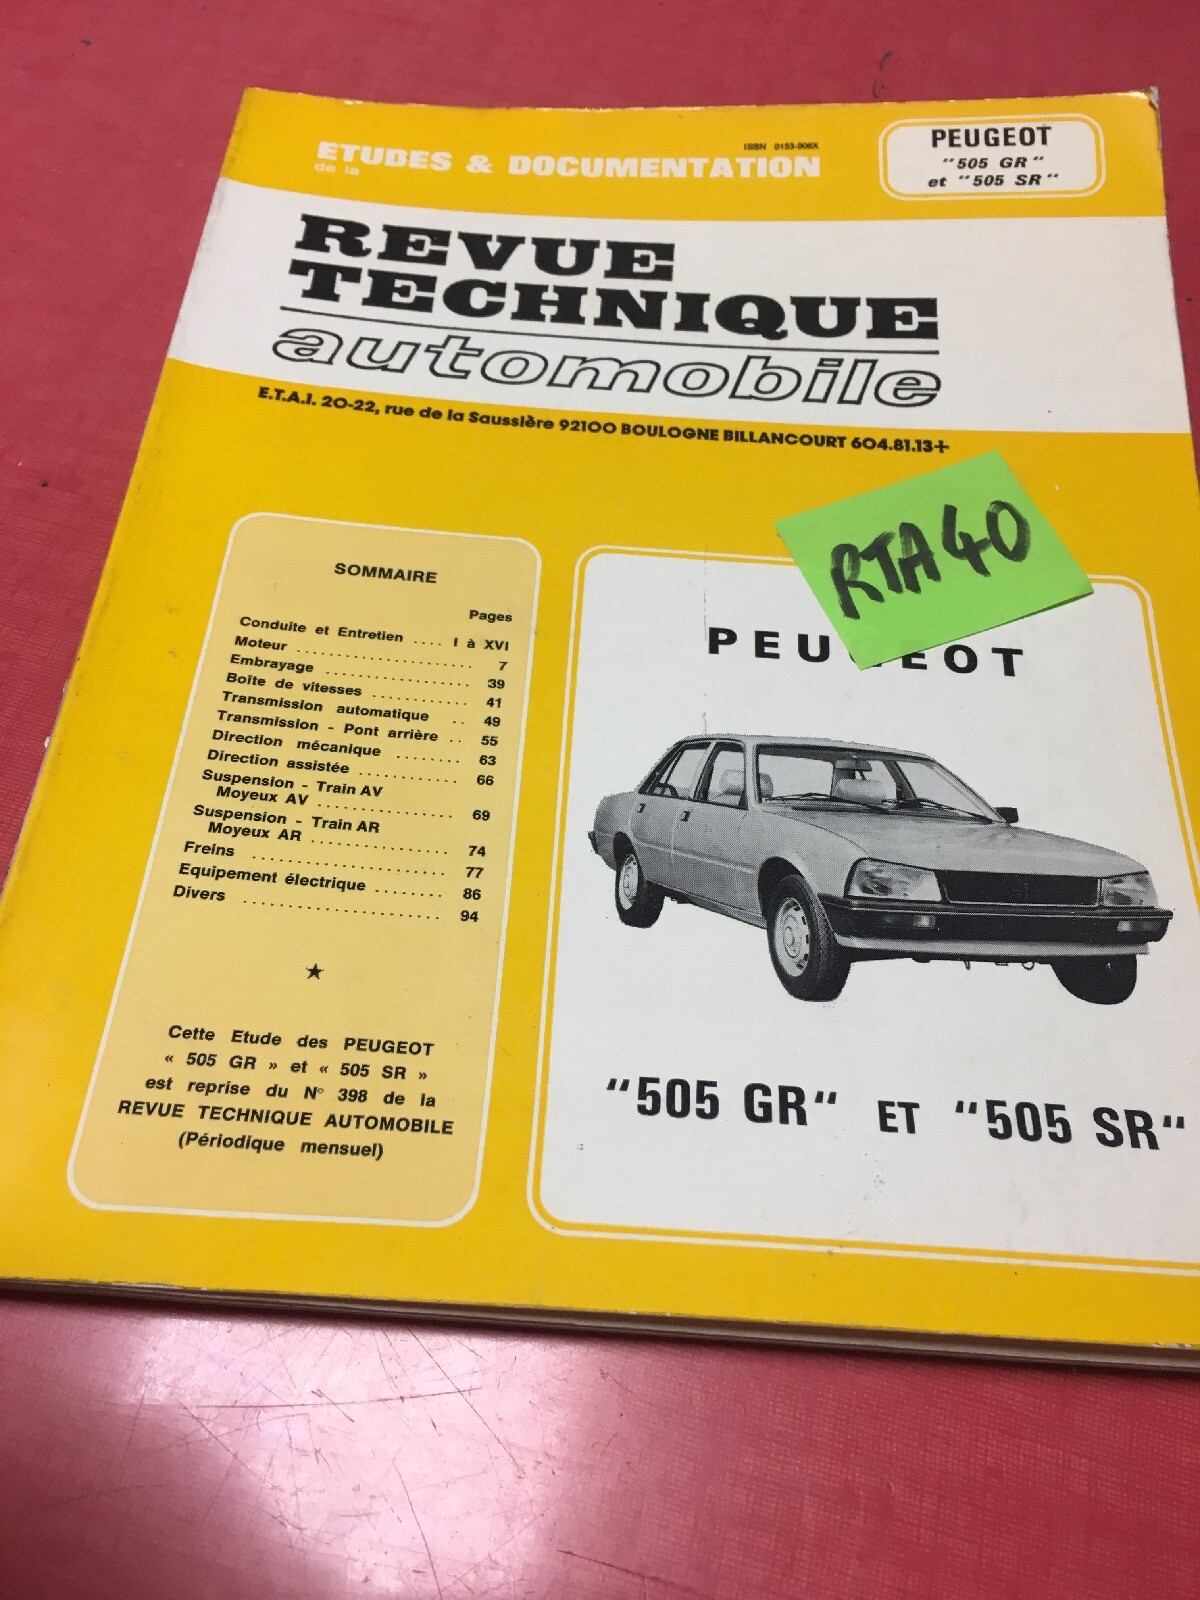 ISSN 0153-906X
ETUDES & DOCUMENTATION
de la
PEUGEOT
"505 GR"
et "505 SR"
REVUE
TECHNIQUE
automobile
E.T.A.I. 20-22, rue de la Saussière 92100 BOULOGNE BILLANCOURT 604.81.13+
RTA40
SOMMAIRE
Pages
Conduite et Entretien .... I à XVI
Moteur ........................ 7
Embrayage .................... 39
Boîte de vitesses ............ 41
Transmission automatique .. 49
Transmission - Pont arrière .. 55
Direction mécanique ........ 63
Direction assistée ............ 66
Suspension - Train AV
Moyeux AV .................. 69
Suspension - Train AR
Moyeux AR .................. 74
Freins ........................ 77
Equipement électrique ........ 86
Divers ........................ 94
Cette Etude des PEUGEOT
« 505 GR » et « 505 SR »
est reprise du N° 398 de la
REVUE TECHNIQUE AUTOMOBILE
(Périodique mensuel)
PEUGEOT
"505 GR" ET "505 SR"